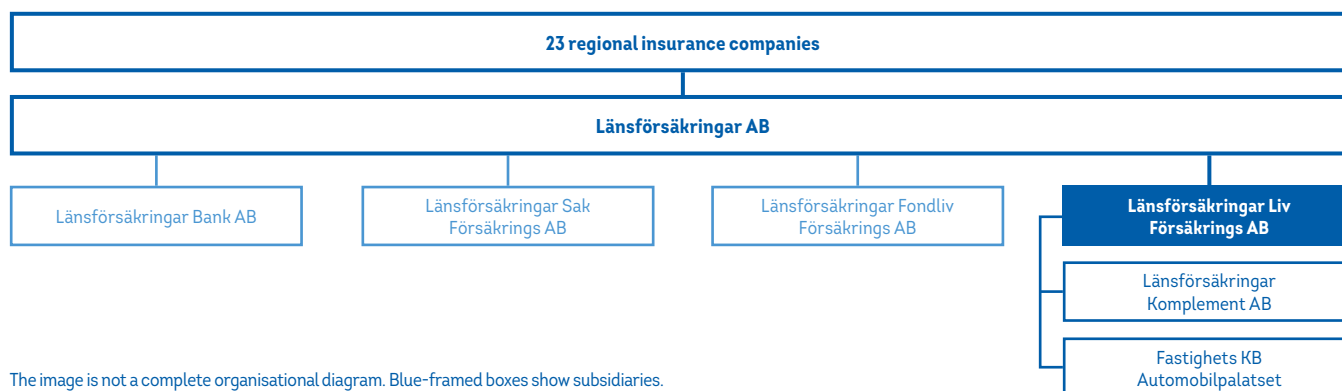 23 regional insurance companies
Länsförsäkringar AB
Länsförsäkringar Bank AB
Länsförsäkringar Sak
Försäkrings AB
Länsförsäkringar Fondliv
Försäkrings AB
Länsförsäkringar Liv
Försäkrings AB
Länsförsäkringar
Komplement AB
Fastighets KB
Automobilpalatset
The image is not a complete organisational diagram. Blue-framed boxes show subsidiaries.